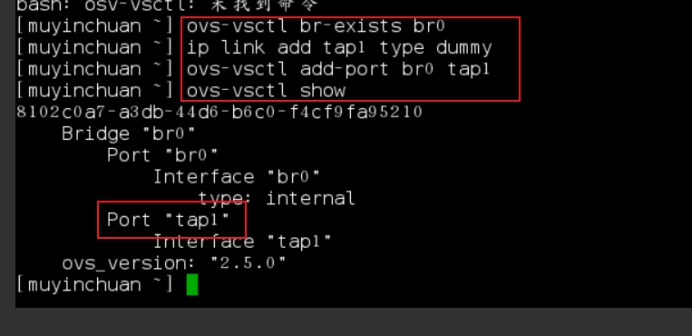 bash: osv-vsctl: 未找到命令
[muyinchuan ~] ovs-vsctl br-exists br0
[muyinchuan ~] ip link add tap1 type dummy
[muyinchuan ~] ovs-vsctl add-port br0 tap1
[muyinchuan ~] ovs-vsctl show
8102c0a7-a3db-44d6-b6c0-f4cf9fa95210
Bridge "br0"
Port "br0"
Interface "br0"
type: internal
Port "tap1"
Interface "tap1"
ovs_version: "2.5.0"
[muyinchuan ~]